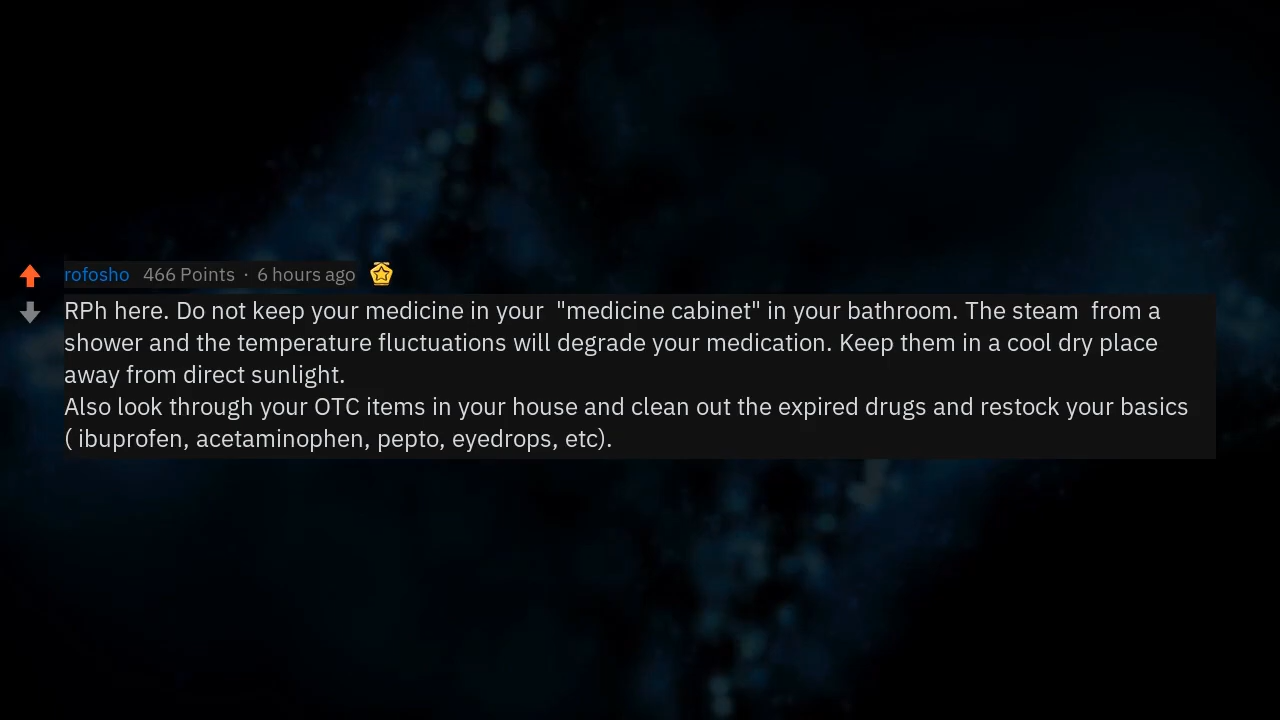 rofosho 466 Points · 6 hours ago
RPh here. Do not keep your medicine in your  "medicine cabinet" in your bathroom. The steam  from a
shower and the temperature fluctuations will degrade your medication. Keep them in a cool dry place
away from direct sunlight.
Also look through your OTC items in your house and clean out the expired drugs and restock your basics
( ibuprofen, acetaminophen, pepto, eyedrops, etc).